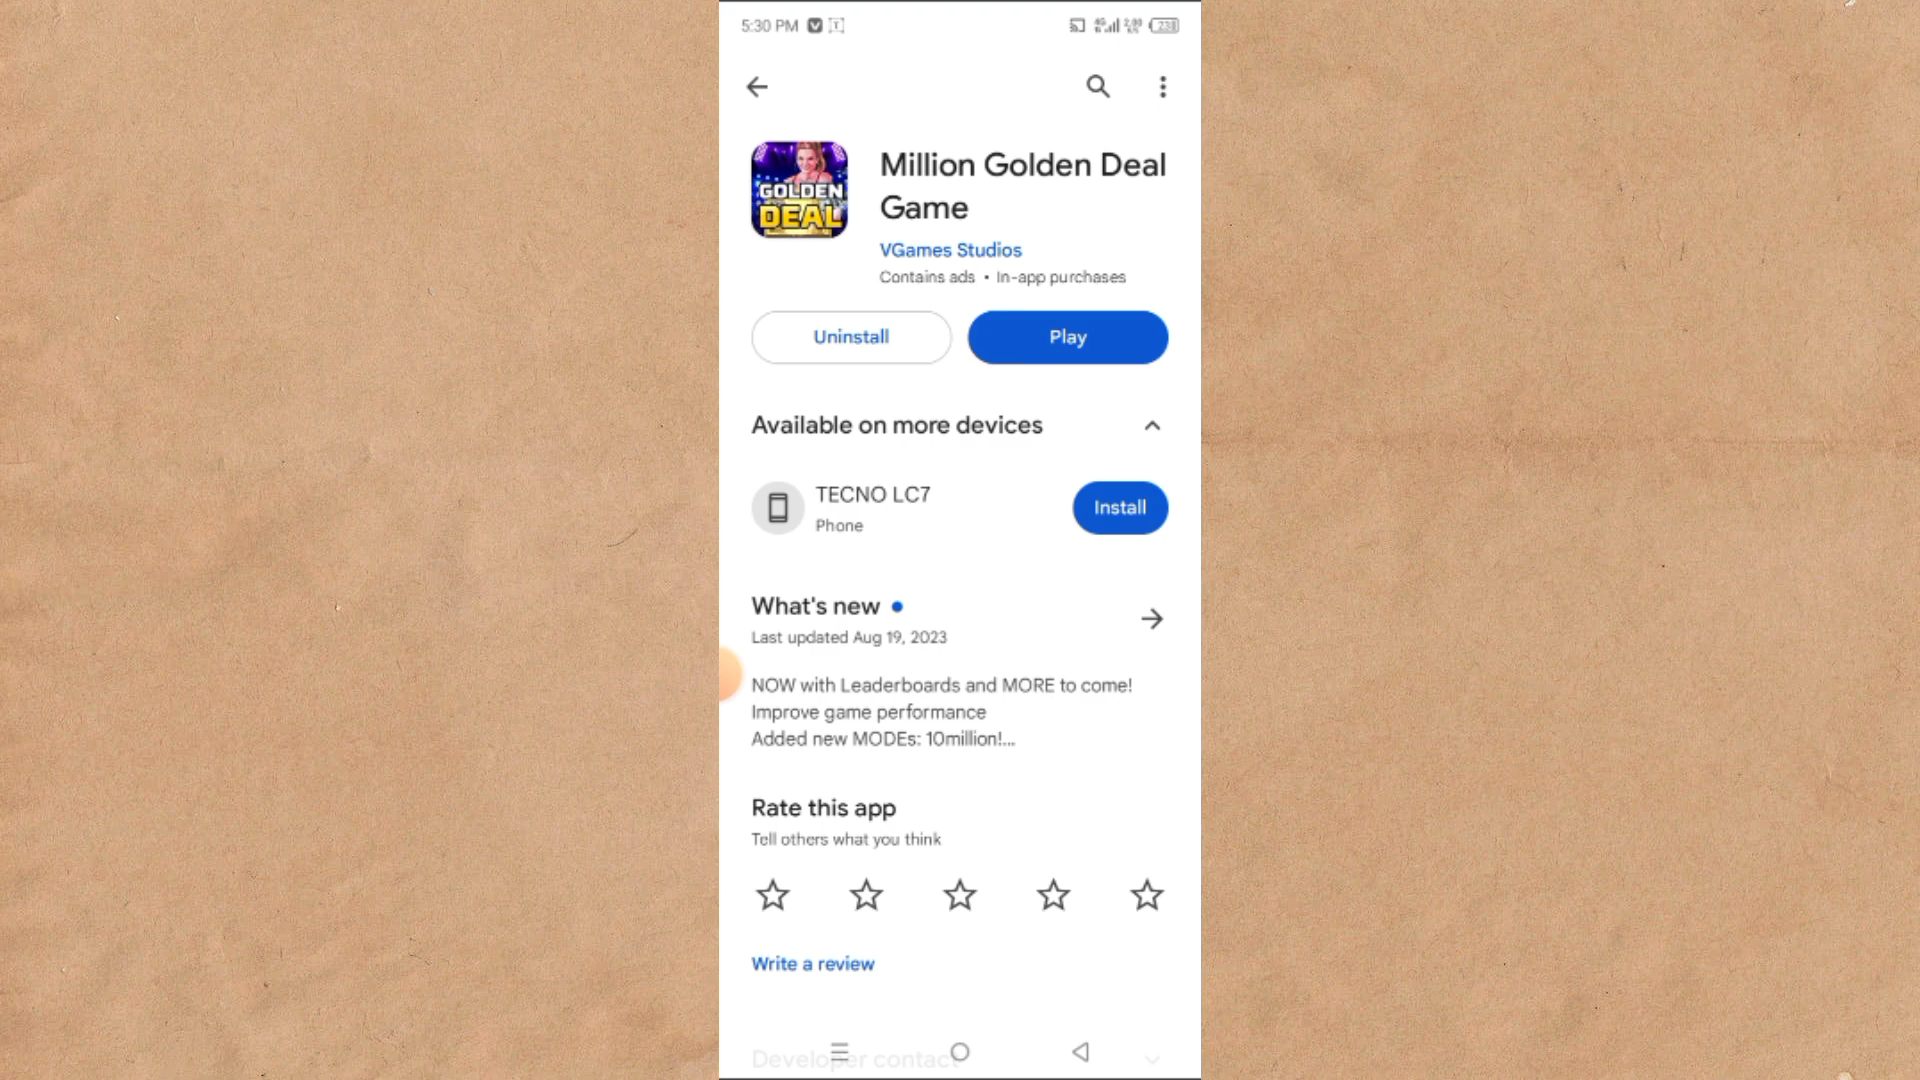 5:30 PM
GOLDEN
DEAL
Million Golden Deal
Game
VGames Studios
Contains ads • In-app purchases
Uninstall
Play
Available on more devices
TECNO LC7
Phone
Install
What's new
Last updated Aug 19, 2023
NOW with Leaderboards and MORE to come!
Improve game performance
Added new MODEs: 10million!...
Rate this app
Tell others what you think
Write a review
Developer contact